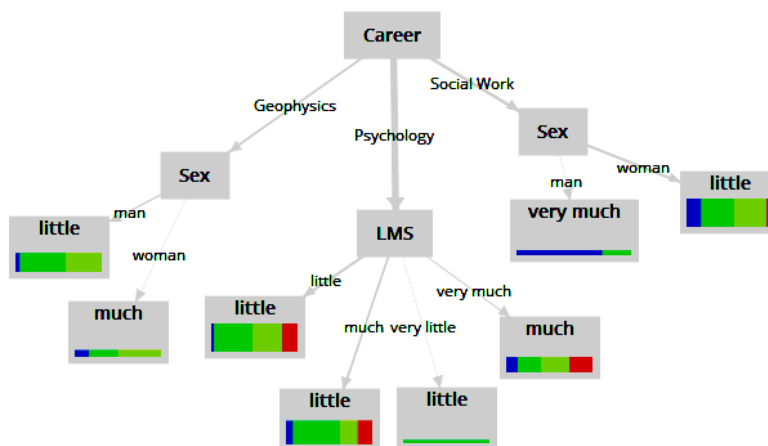 Career
Geophysics
Psychology
Social Work
Sex
Sex
man
woman
man
woman
little
much
very much
little
LMS
little
much
very little
very much
little
little
little
much